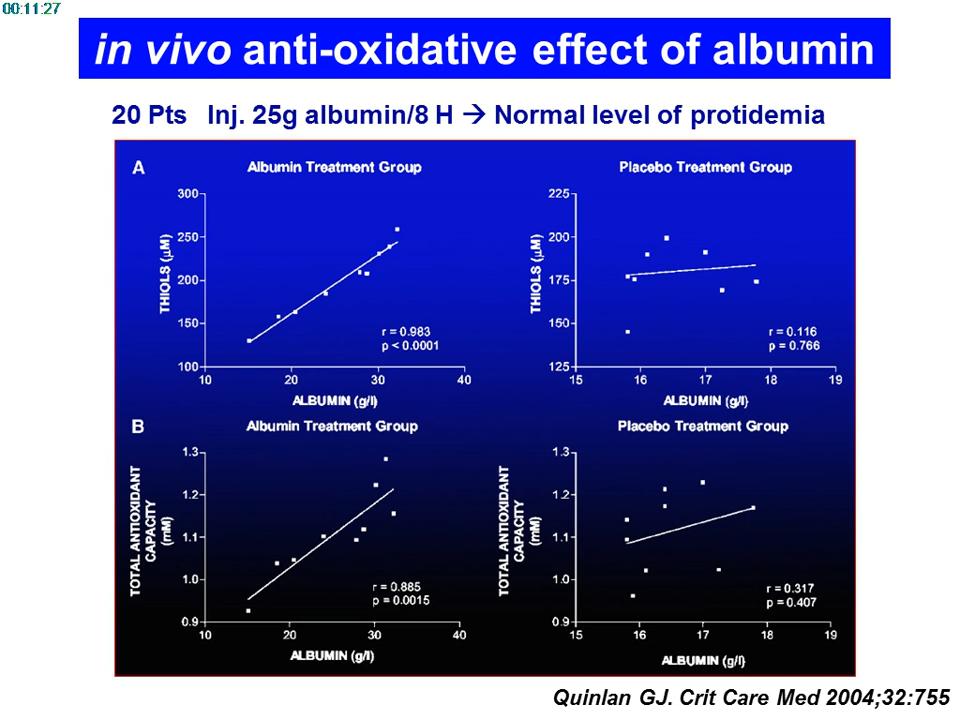 00:11:27
in vivo anti-oxidative effect of albumin
20 Pts Inj. 25g albumin/8 H → Normal level of protidemia
A
Albumin Treatment Group
THIOLS (µM)
300
250
200
150
100
10 20 30 40
r = 0.983
p < 0.0001
ALBUMIN (g/l)
Placebo Treatment Group
THIOLS (µM)
225
200
175
150
125
15 16 17 18 19
r = 0.116
p = 0.766
ALBUMIN (g/l}
B
Albumin Treatment Group
TOTAL ANTIOXIDANT
CAPACITY
(mM)
1.3
1.2
1.1
1.0
0.9
10 20 30 40
r = 0.885
p = 0.0015
ALBUMIN (g/l)
Placebo Treatment Group
TOTAL ANTIOXIDANT
CAPACITY
(mM)
1.3
1.2
1.1
1.0
0.9
15 16 17 18 19
r = 0.317
p = 0.407
ALBUMIN (g/l}
Quinlan GJ. Crit Care Med 2004;32:755